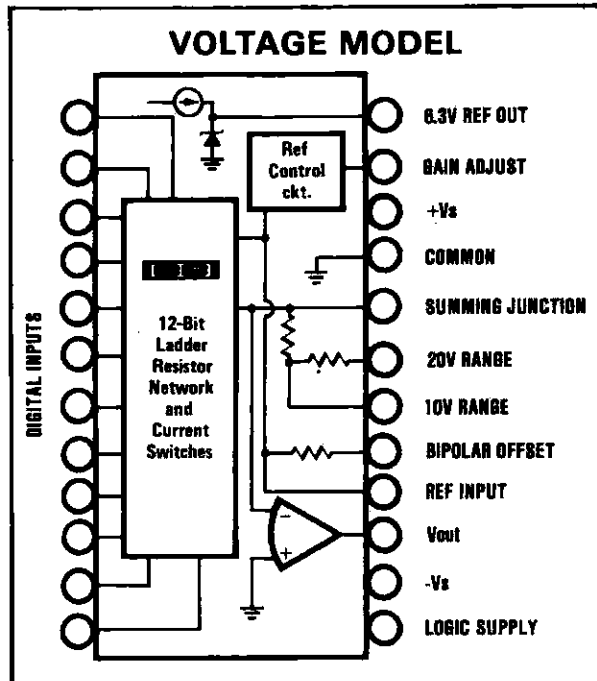 VOLTAGE MODEL
6.3V REF OUT
Ref
Control
ckt.
GAIN ADJUST
+Vs
COMMON
SUMMING JUNCTION
12-Bit
Ladder
Resistor
Network
and
Current
Switches
DIGITAL INPUTS
20V RANGE
10V RANGE
BIPOLAR OFFSET
REF INPUT
-
+
Vout
-Vs
LOGIC SUPPLY